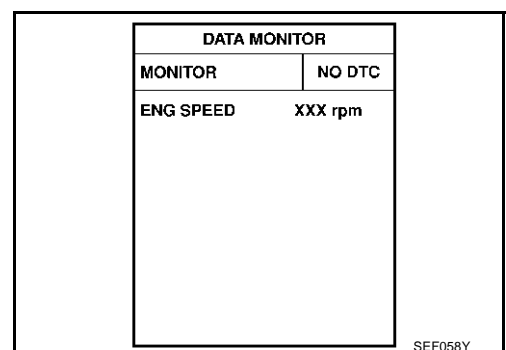 DATA MONITOR
MONITOR NO DTC
ENG SPEED XXX rpm
SEF058Y